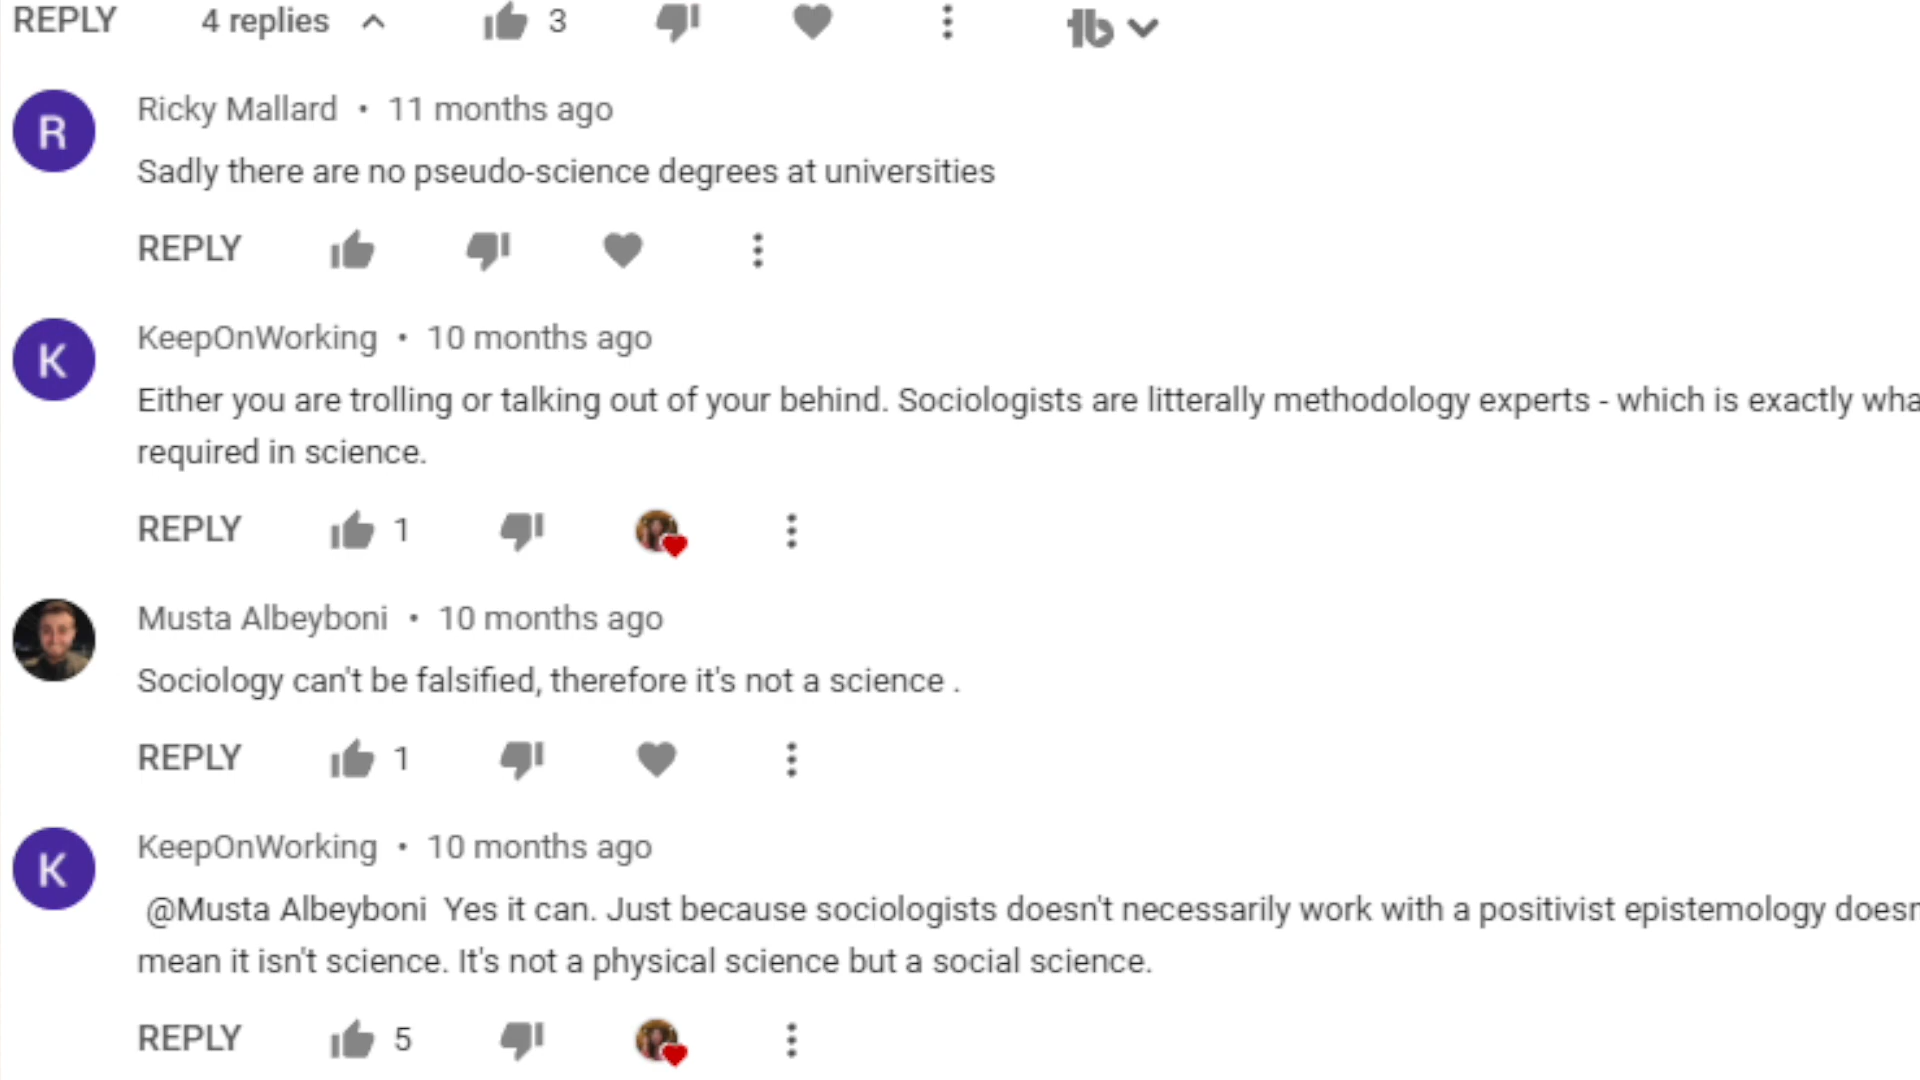 REPLY 4 replies 3
R
Ricky Mallard • 11 months ago
Sadly there are no pseudo-science degrees at universities
REPLY
K
KeepOnWorking • 10 months ago
Either you are trolling or talking out of your behind. Sociologists are litterally methodology experts - which is exactly wha
required in science.
REPLY 1
Musta Albeyboni • 10 months ago
Sociology can't be falsified, therefore it's not a science .
REPLY 1
K
KeepOnWorking • 10 months ago
@Musta Albeyboni Yes it can. Just because sociologists doesn't necessarily work with a positivist epistemology doesn
mean it isn't science. It's not a physical science but a social science.
REPLY 5